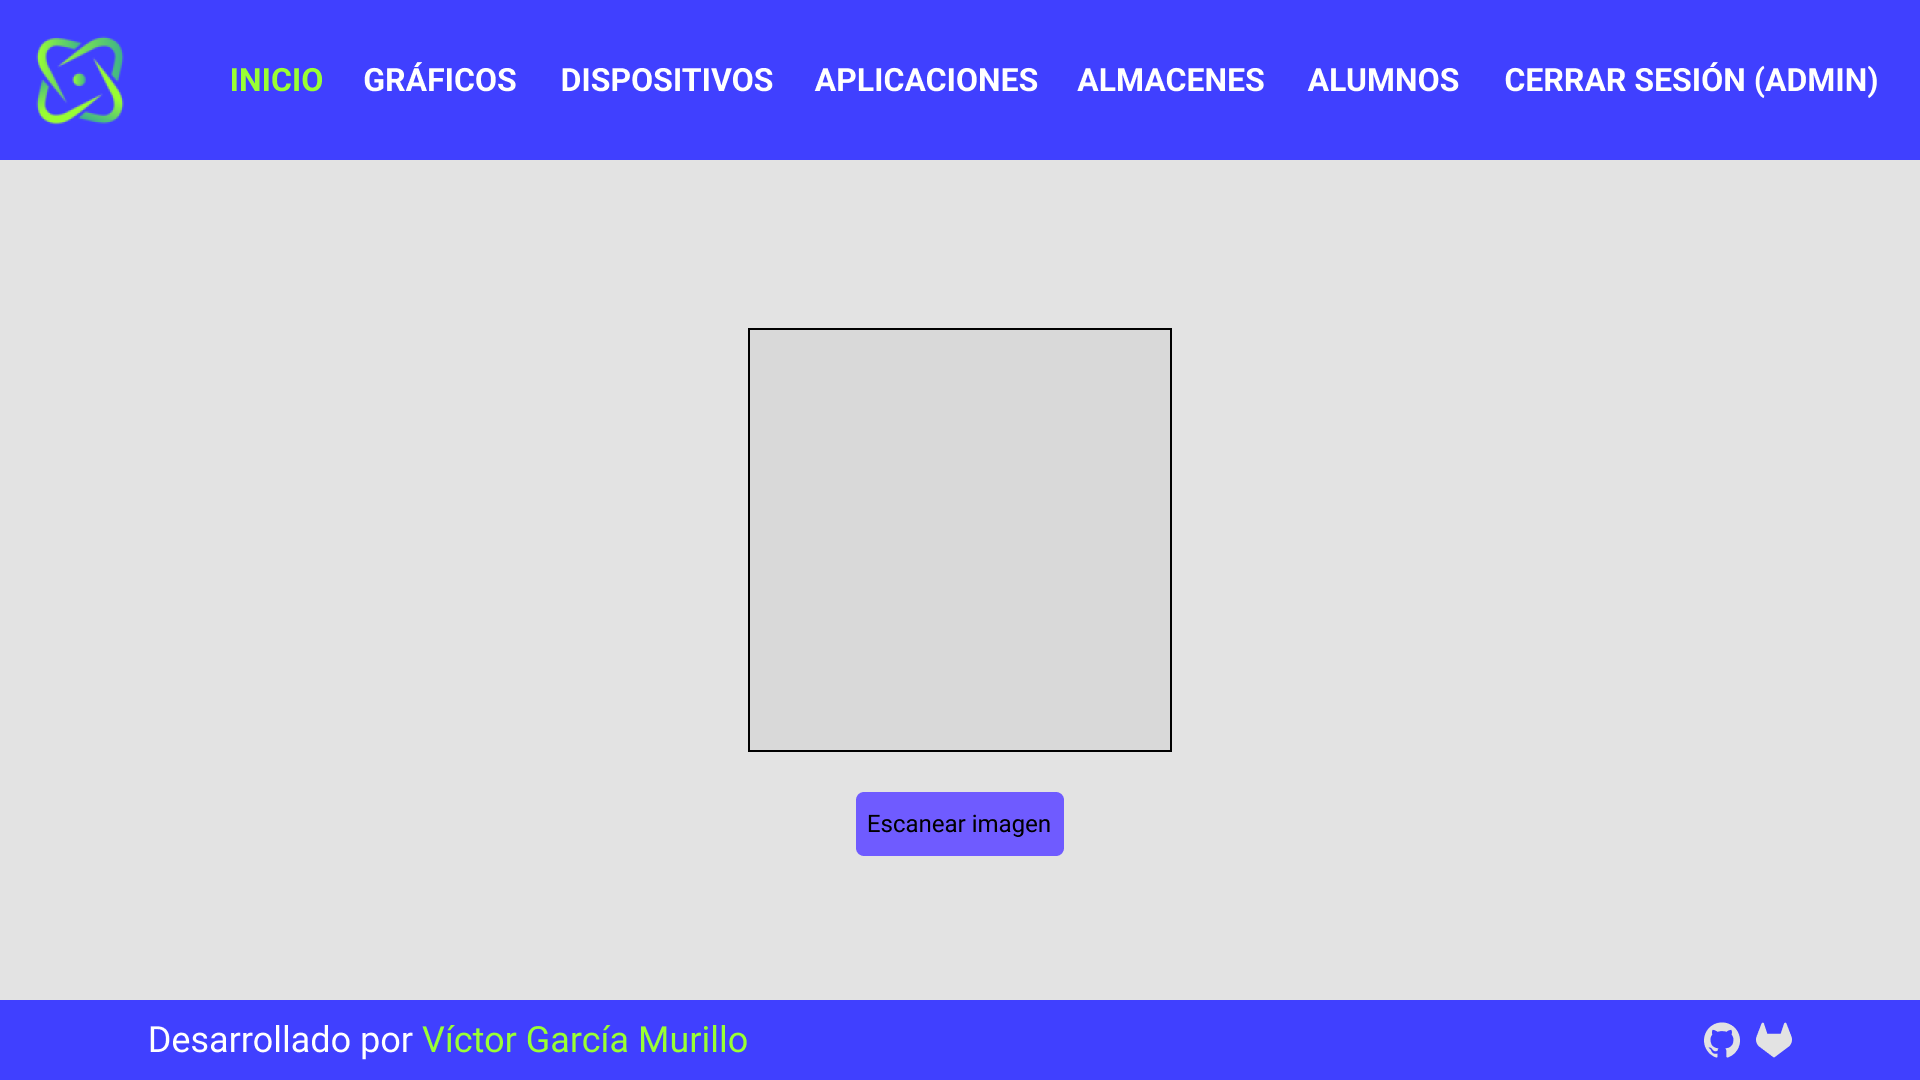 INICIO GRÁFICOS DISPOSITIVOS APLICACIONES ALMACENES ALUMNOS CERRAR SESIÓN (ADMIN)
Escanear imagen
Desarrollado por Víctor García Murillo